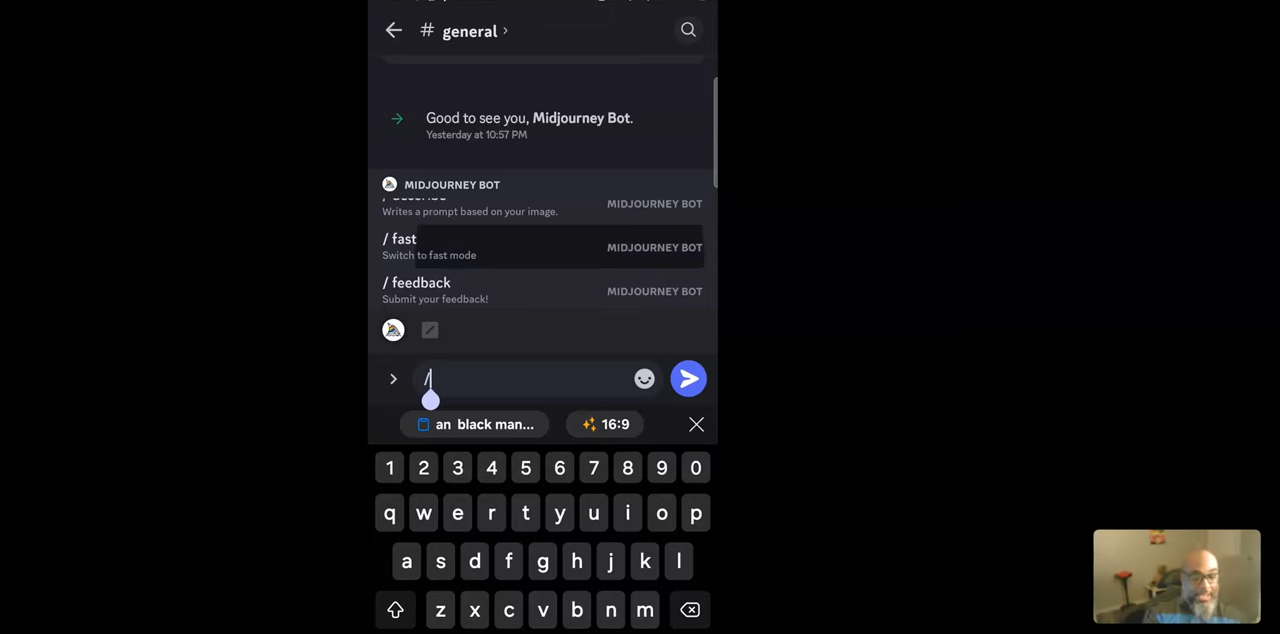 # general ›
Good to see you, Midjourney Bot.
Yesterday at 10:57 PM
MIDJOURNEY BOT
/ describe
MIDJOURNEY BOT
Writes a prompt based on your image.
/ fast
MIDJOURNEY BOT
Switch to fast mode
/ feedback
MIDJOURNEY BOT
Submit your feedback!
/
an black man...
16:9
1 2 3 4 5 6 7 8 9 0
q w e r t y u i o p
a s d f g h j k l
z x c v b n m